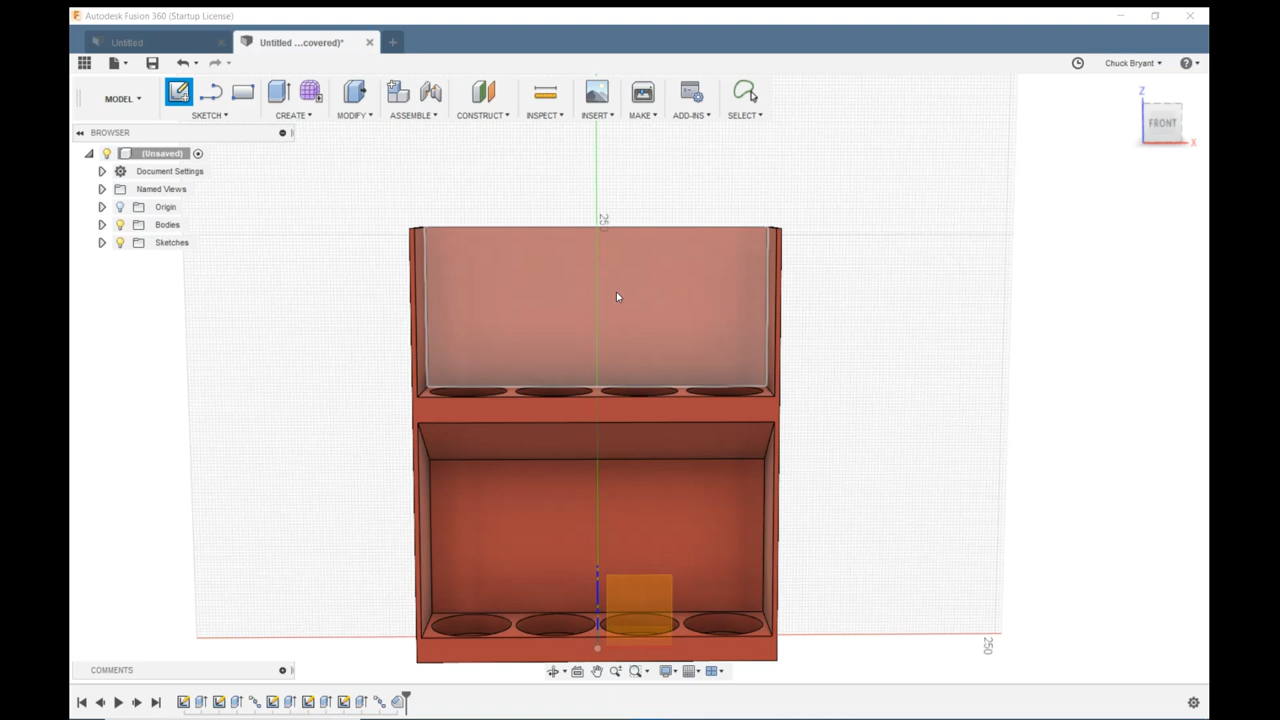 Autodesk Fusion 360 (Startup License)
Untitled
Untitled ...covered)*
Chuck Bryant
MODEL
SKETCH
CREATE
MODIFY
ASSEMBLE
CONSTRUCT
INSPECT
INSERT
MAKE
ADD-INS
SELECT
BROWSER
(Unsaved)
Document Settings
Named Views
Origin
Bodies
Sketches
Z
FRONT
X
250
250
COMMENTS